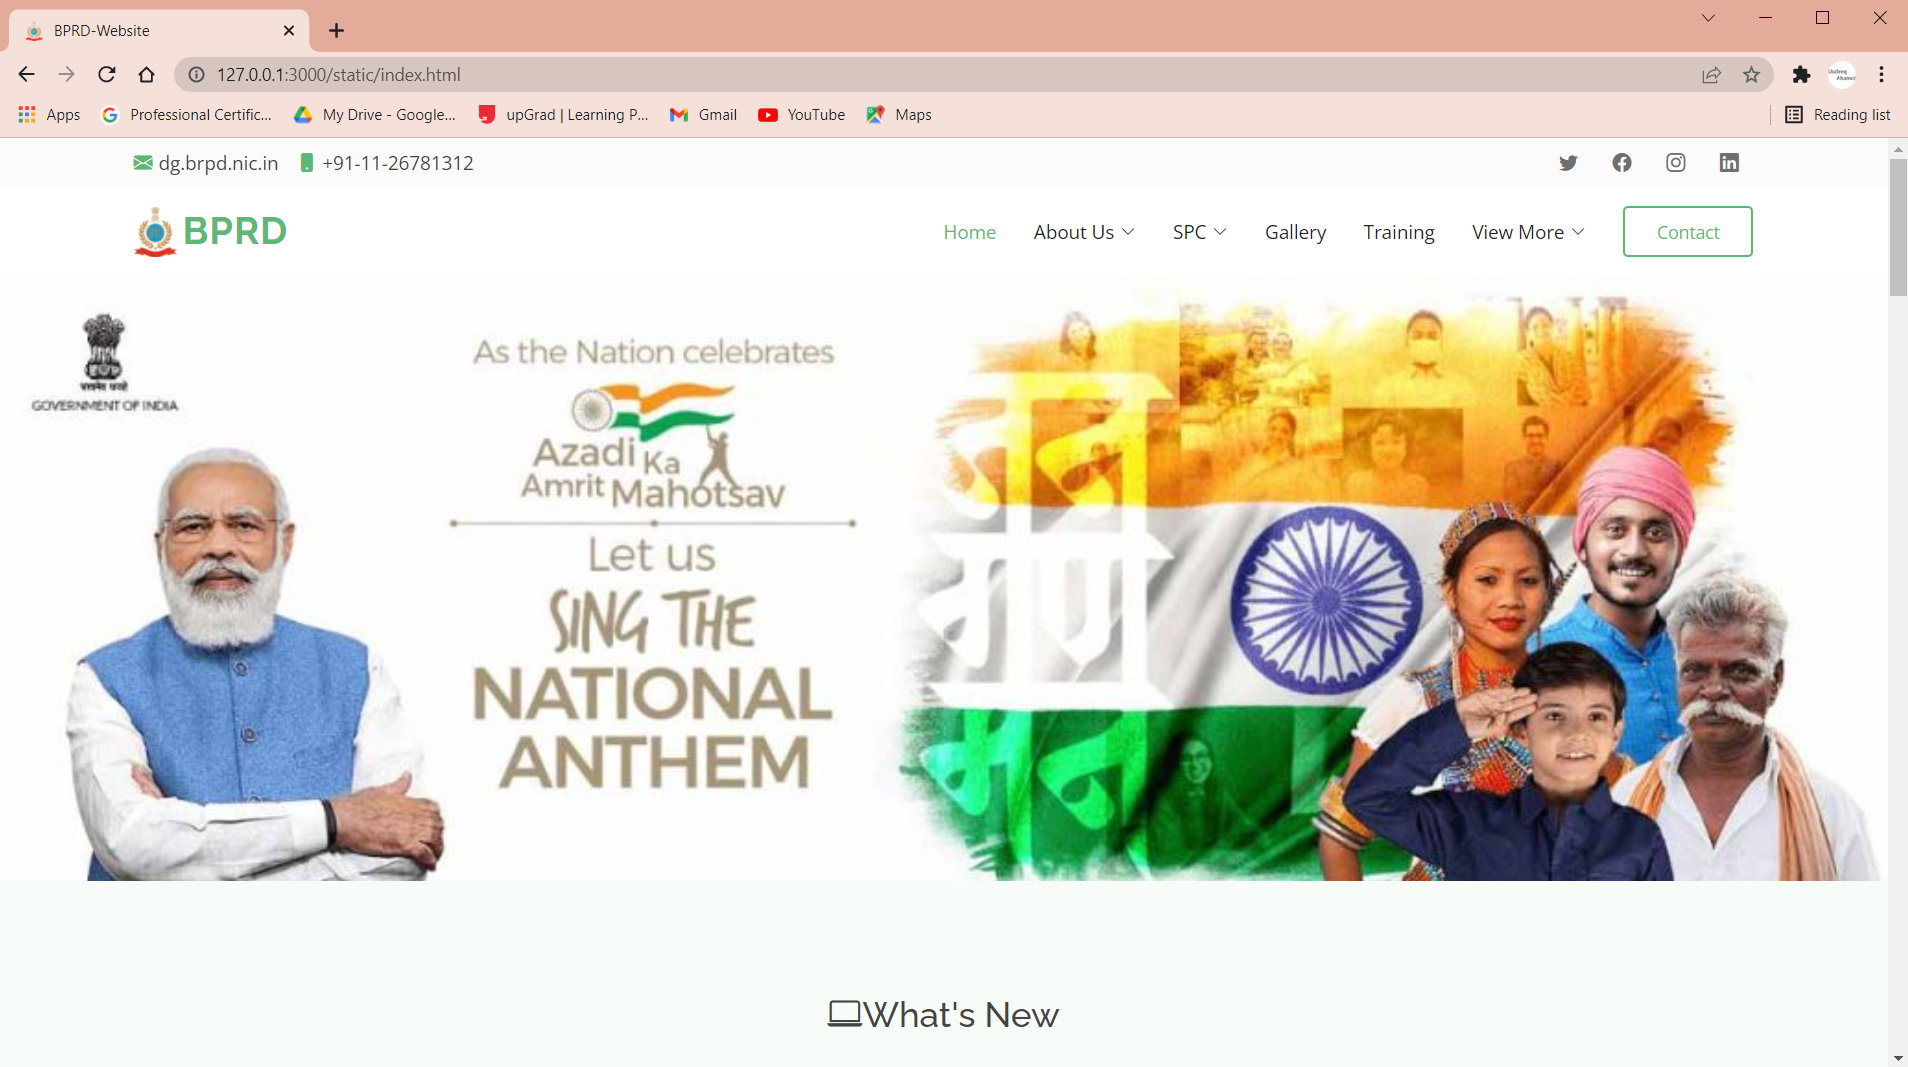 BPRD-Website
127.0.0.1:3000/static/index.html
Apps
Professional Certific...
My Drive - Google...
upGrad | Learning P...
Gmail
YouTube
Maps
Reading list
dg.brpd.nic.in
+91-11-26781312
BPRD
Home
About Us
SPC
Gallery
Training
View More
Contact
सत्यमेव जयते
GOVERNMENT OF INDIA
As the Nation celebrates
Azadi Ka
Amrit Mahotsav
Let us
SING THE
NATIONAL
ANTHEM
जन
गण
मन
What's New